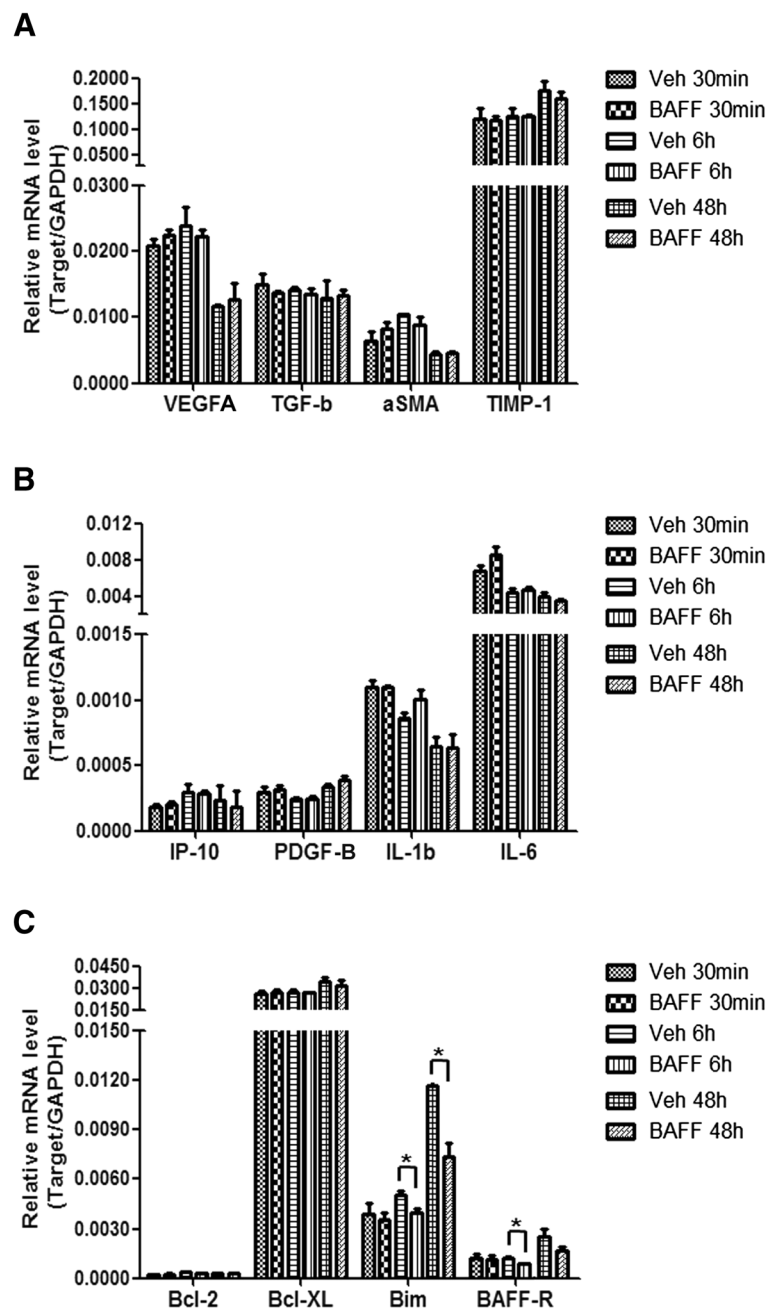 A
Relative mRNA level
(Target/GAPDH)
0.2000
0.1500
0.1000
0.0500
0.0300
0.0200
0.0100
0.0000
VEGFA TGF-b aSMA TIMP-1
Veh 30min
BAFF 30min
Veh 6h
BAFF 6h
Veh 48h
BAFF 48h
B
Relative mRNA level
(Target/GAPDH)
0.012
0.008
0.004
0.0015
0.0010
0.0005
0.0000
IP-10 PDGF-B IL-1b IL-6
Veh 30min
BAFF 30min
Veh 6h
BAFF 6h
Veh 48h
BAFF 48h
C
Relative mRNA level
(Target/GAPDH)
0.0450
0.0300
0.0150
0.0150
0.0120
0.0090
0.0060
0.0030
0.0000
*
*
*
Bcl-2 Bcl-XL Bim BAFF-R
Veh 30min
BAFF 30min
Veh 6h
BAFF 6h
Veh 48h
BAFF 48h